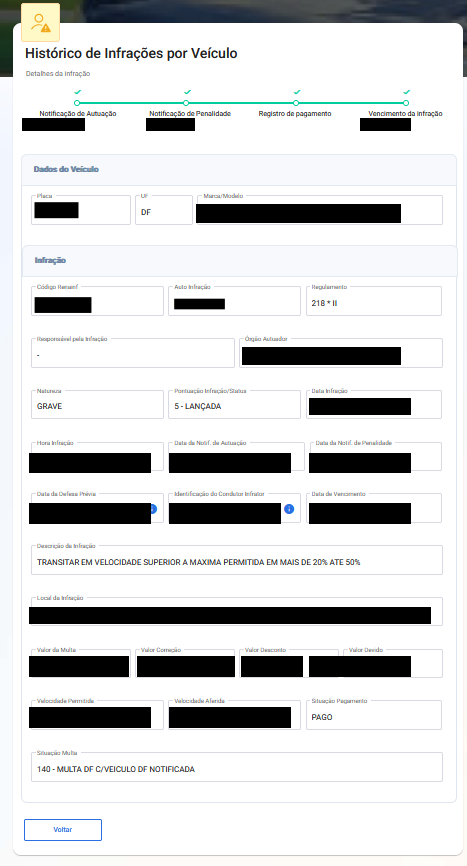 Histórico de Infrações por Veículo
Detalhes da infração
Notificação de Autuação
Notificação de Penalidade
Registro de pagamento
Vencimento da infração
Dados do Veículo
Placa
UF
Marca/Modelo
DF
Infração
Código Renainf
Auto Infração
Regulamento
218 * II
Responsável pela Infração
Órgão Autuador
-
Natureza
Pontuação Infração/Status
Data Infração
GRAVE
5 - LANÇADA
Hora Infração
Data da Notif. de Autuação
Data da Notif. de Penalidade
Data da Defesa Prévia
Identificação do Condutor Infrator
Data de Vencimento
Descrição da Infração
TRANSITAR EM VELOCIDADE SUPERIOR A MAXIMA PERMITIDA EM MAIS DE 20% ATE 50%
Local da Infração
Valor da Multa
Valor Correção
Valor Desconto
Valor Devido
Velocidade Permitida
Velocidade Aferida
Situação Pagamento
PAGO
Situação Multa
140 - MULTA DF C/VEICULO DF NOTIFICADA
Voltar